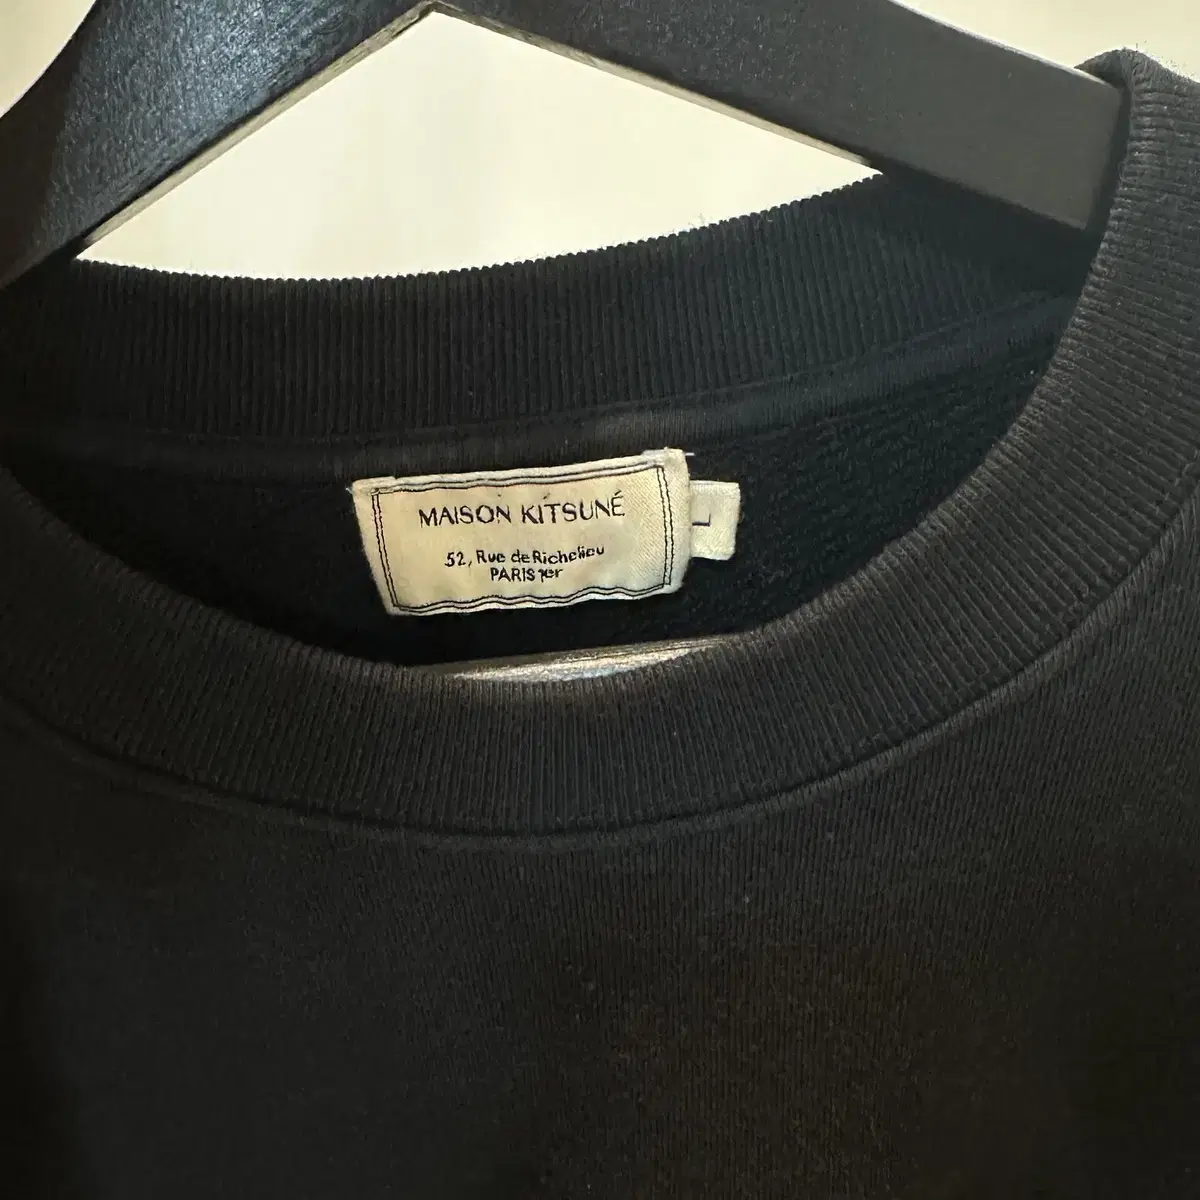 MAISON KITSUNÉ
52, Rue de Richelieu
PARIS 1er
L